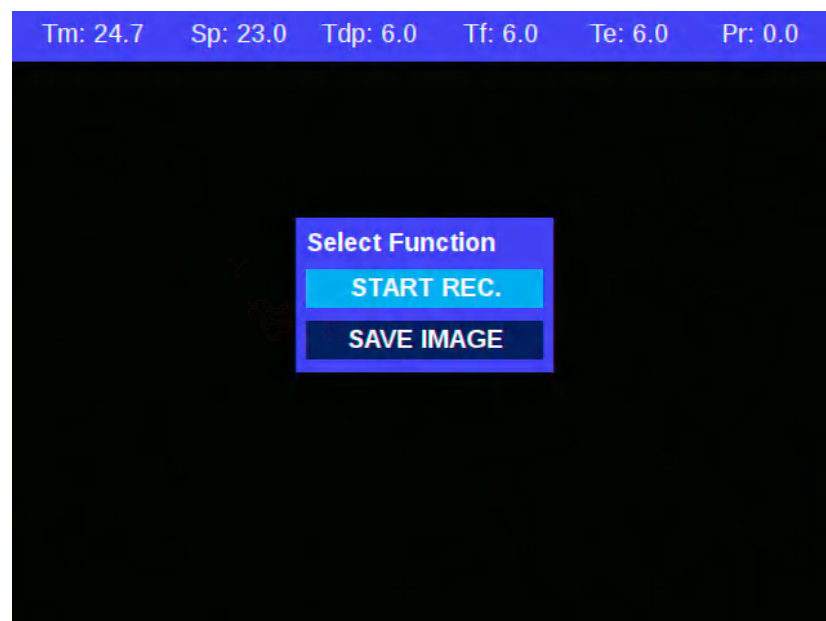 Tm: 24.7 Sp: 23.0 Tdp: 6.0 Tf: 6.0 Te: 6.0 Pr: 0.0
Select Function
START REC.
SAVE IMAGE